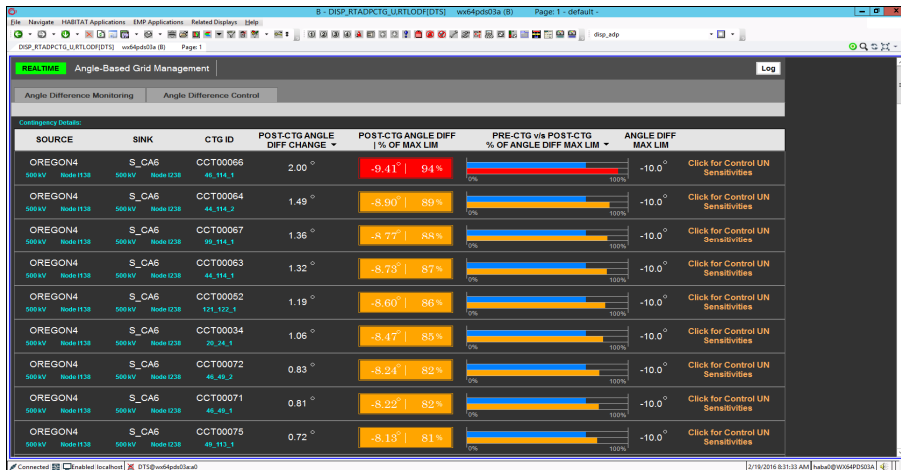 B - DISP_RTADPCTG_U,RTLODF[DTS] wx64pds03a (B) Page: 1 - default -
File Navigate HABITAT Applications EMP Applications Related Displays Help
disp_adp
DISP_RTADPCTG_U,RTLODF[DTS] wx64pds03a (B) Page: 1
REALTIME Angle-Based Grid Management Log
Angle Difference Monitoring Angle Difference Control
Contingency Details:
SOURCE SINK CTG ID POST-CTG ANGLE DIFF CHANGE POST-CTG ANGLE DIFF | % OF MAX LIM PRE-CTG v/s POST-CTG % OF ANGLE DIFF MAX LIM ANGLE DIFF MAX LIM
OREGON4 S_CA6 CCT00066 2.00 ° -9.41° | 94% -10.0° Click for Control UN Sensitivities
500 kV Node I138 500 kV Node I238 46_114_1 0% 100%
OREGON4 S_CA6 CCT00064 1.49 ° -8.90° | 89% -10.0° Click for Control UN Sensitivities
500 kV Node I138 500 kV Node I238 44_114_2 0% 100%
OREGON4 S_CA6 CCT00067 1.36 ° -8.77° | 88% -10.0° Click for Control UN Sensitivities
500 kV Node I138 500 kV Node I238 99_114_1 0% 100%
OREGON4 S_CA6 CCT00063 1.32 ° -8.73° | 87% -10.0° Click for Control UN Sensitivities
500 kV Node I138 500 kV Node I238 44_114_1 0% 100%
OREGON4 S_CA6 CCT00052 1.19 ° -8.60° | 86% -10.0° Click for Control UN Sensitivities
500 kV Node I138 500 kV Node I238 121_122_1 0% 100%
OREGON4 S_CA6 CCT00034 1.06 ° -8.47° | 85% -10.0° Click for Control UN Sensitivities
500 kV Node I138 500 kV Node I238 20_24_1 0% 100%
OREGON4 S_CA6 CCT00072 0.83 ° -8.24° | 82% -10.0° Click for Control UN Sensitivities
500 kV Node I138 500 kV Node I238 46_49_2 0% 100%
OREGON4 S_CA6 CCT00071 0.81 ° -8.22° | 82% -10.0° Click for Control UN Sensitivities
500 kV Node I138 500 kV Node I238 46_49_1 0% 100%
OREGON4 S_CA6 CCT00075 0.72 ° -8.13° | 81% -10.0° Click for Control UN Sensitivities
500 kV Node I138 500 kV Node I238 49_113_1 0% 100%
Connected Enabled localhost DTS@wx64pds03a:a0 2/19/2016 8:31:33 AM haba0@WX64PDS03A